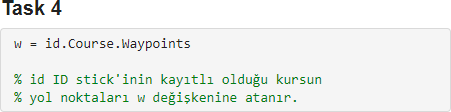 Task 4
w = id.Course.Waypoints
% id ID stick'inin kayıtlı olduğu kursun
% yol noktaları w değişkenine atanır.